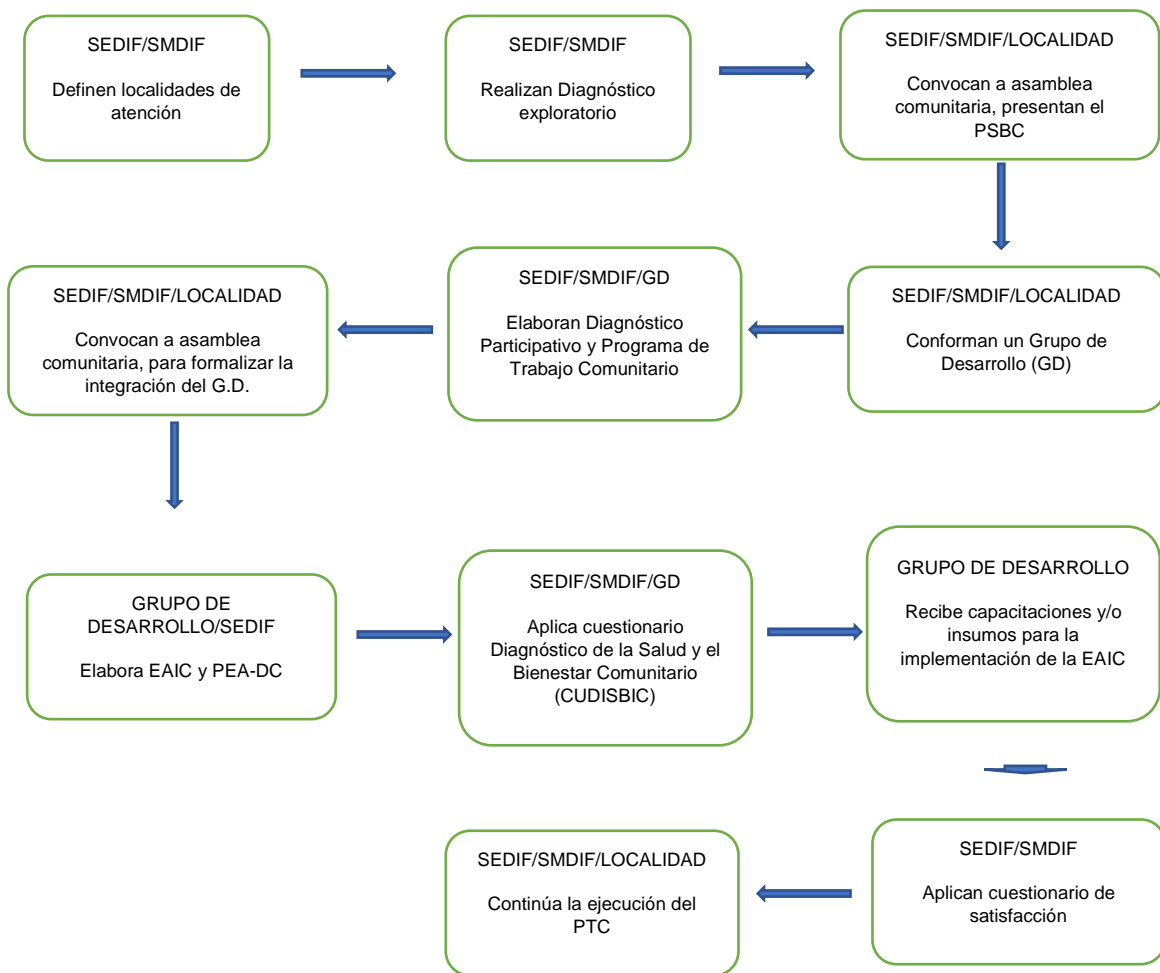 SEDIF/SMDIF
Definen localidades de
atención
SEDIF/SMDIF
Realizan Diagnóstico
exploratorio
SEDIF/SMDIF/LOCALIDAD
Convocan a asamblea
comunitaria, presentan el
PSBC
SEDIF/SMDIF/LOCALIDAD
Conforman un Grupo de
Desarrollo (GD)
SEDIF/SMDIF/GD
Elaboran Diagnóstico
Participativo y Programa de
Trabajo Comunitario
SEDIF/SMDIF/LOCALIDAD
Convocan a asamblea
comunitaria, para formalizar la
integración del G.D.
GRUPO DE
DESARROLLO/SEDIF
Elabora EAIC y PEA-DC
SEDIF/SMDIF/GD
Aplica cuestionario
Diagnóstico de la Salud y el
Bienestar Comunitario
(CUDISBIC)
GRUPO DE DESARROLLO
Recibe capacitaciones y/o
insumos para la
implementación de la EAIC
SEDIF/SMDIF
Aplican cuestionario de
satisfacción
SEDIF/SMDIF/LOCALIDAD
Continúa la ejecución del
PTC